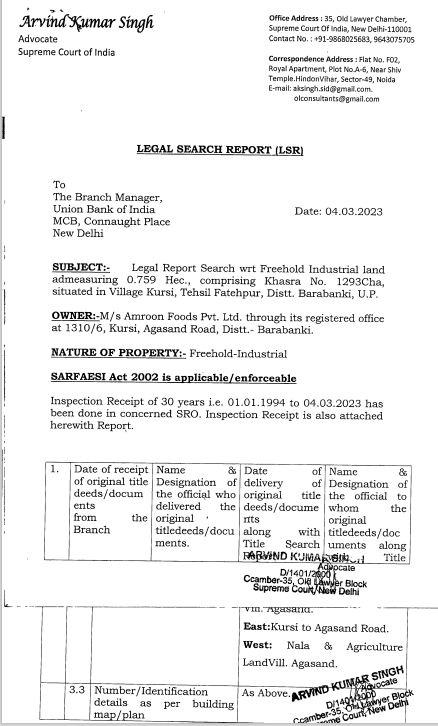 Arvind Kumar Singh
Advocate
Supreme Court of India
Office Address : 35, Old Lawyer Chamber,
Supreme Court Of India, New Delhi-110001
Contact No. : +91-9868025683, 9643075705
Correspondence Address : Flat No. F02,
Royal Apartment, Plot No.A-6, Near Shiv
Temple.HindonVihar, Sector-49, Noida
E-mail: aksingh.sid@gmail.com.
olconsultants@gmail.com
LEGAL SEARCH REPORT (LSR)
To
The Branch Manager,
Union Bank of India
MCB, Connaught Place
New Delhi
Date: 04.03.2023
SUBJECT:- Legal Report Search wrt Freehold Industrial land
admeasuring 0.759 Hec., comprising Khasra No. 1293Cha,
situated in Village Kursi, Tehsil Fatehpur, Distt. Barabanki, U.P.
OWNER:-M/s Amroon Foods Pvt. Ltd. through its registered office
at 1310/6, Kursi, Agasand Road, Distt.- Barabanki.
NATURE OF PROPERTY:- Freehold-Industrial
SARFAESI Act 2002 is applicable/enforceable
Inspection Receipt of 30 years i.e. 01.01.1994 to 04.03.2023 has
been done in concerned SRO. Inspection Receipt is also attached
herewith Report.
1.
Date of receipt
of original title
deeds/docum
ents
from the
Branch
Name &
Designation of
the official who
delivered the
original
titledeeds/docu
ments.
Date of
delivery of
original title
deeds/docume
nts
along with
Title Search
Name &
Designation of
the official to
whom the
original
titledeeds/doc
uments along
Title
ARVIND KUMAR SINGH
Advocate
D/1401/2000
Ccamber-35, Old Lawyer Block
Supreme Court, New Delhi
Vill. Agasand.
East:Kursi to Agasand Road.
West: Nala & Agriculture
LandVill. Agasand.
3.3
Number/Identification
details as per building
map/plan
As Above.
ARVIND KUMAR SINGH
Advocate
D/1401/2000
Ccamber-35, Old Lawyer Block
Supreme Court, New Delhi